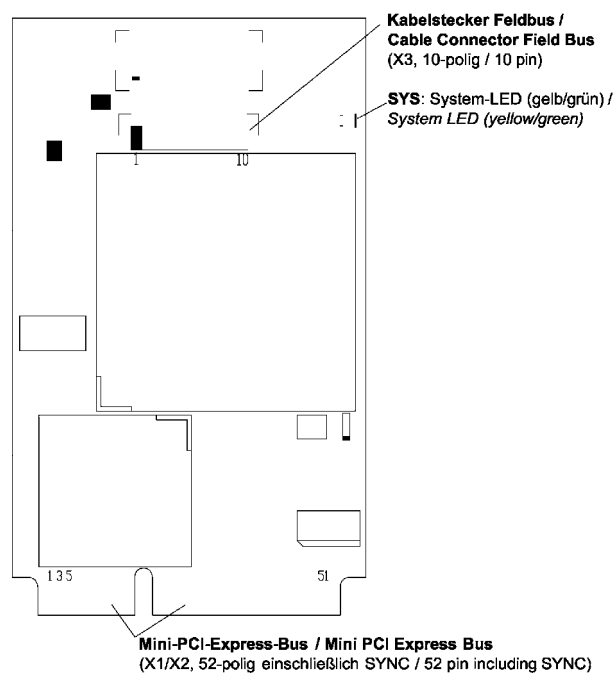 Kabelstecker Feldbus /
Cable Connector Field Bus
(X3, 10-polig / 10 pin)
SYS: System-LED (gelb/grün) /
System LED (yellow/green)
1 10
1 3 5 51
Mini-PCI-Express-Bus / Mini PCI Express Bus
(X1/X2, 52-polig einschließlich SYNC / 52 pin including SYNC)